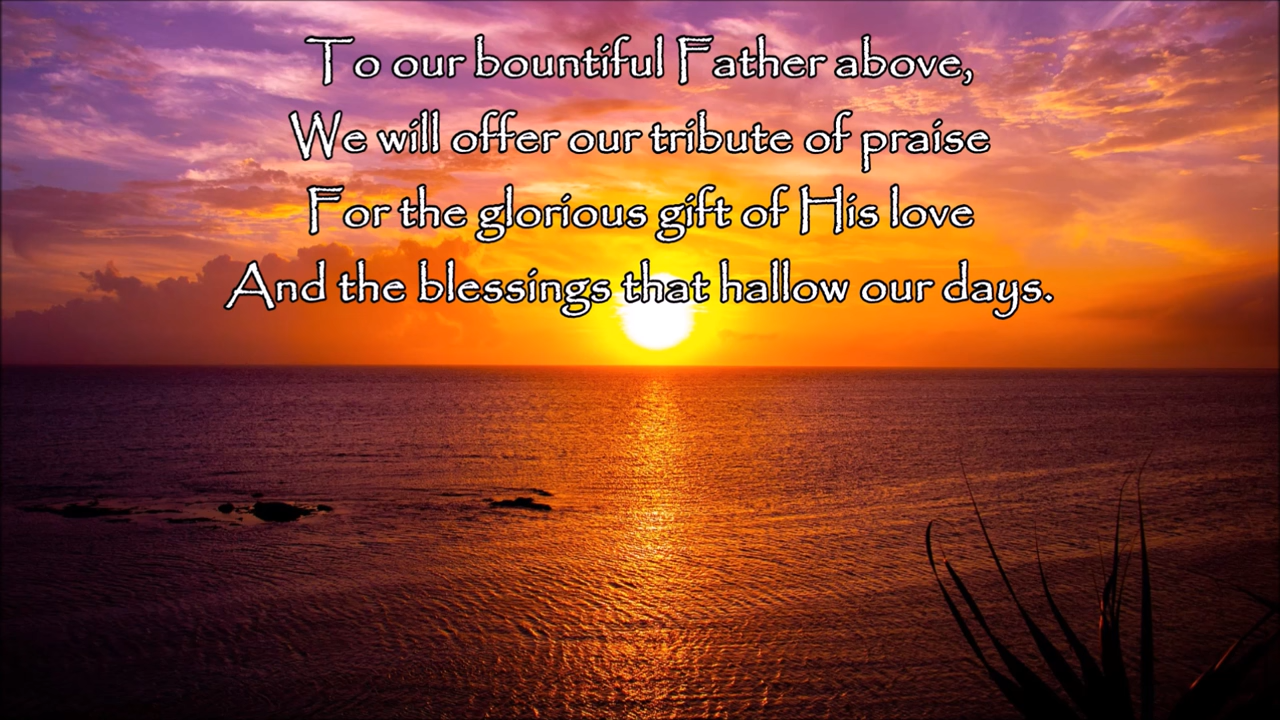 To our bountiful Father above,
We will offer our tribute of praise
For the glorious gift of His love
And the blessings that hallow our days.